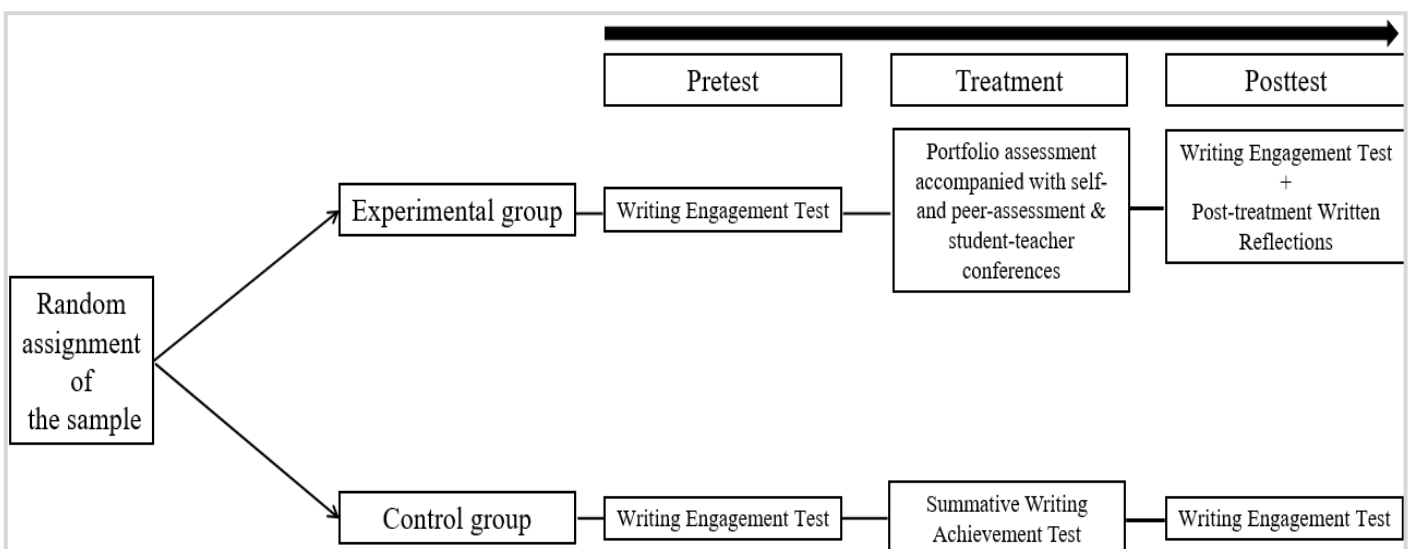 Pretest
Treatment
Posttest
Experimental group
Writing Engagement Test
Portfolio assessment
accompanied with self-
and peer-assessment &
student-teacher
conferences
Writing Engagement Test
+
Post-treatment Written
Reflections
Random
assignment
of
the sample
Control group
Writing Engagement Test
Summative Writing
Achievement Test
Writing Engagement Test